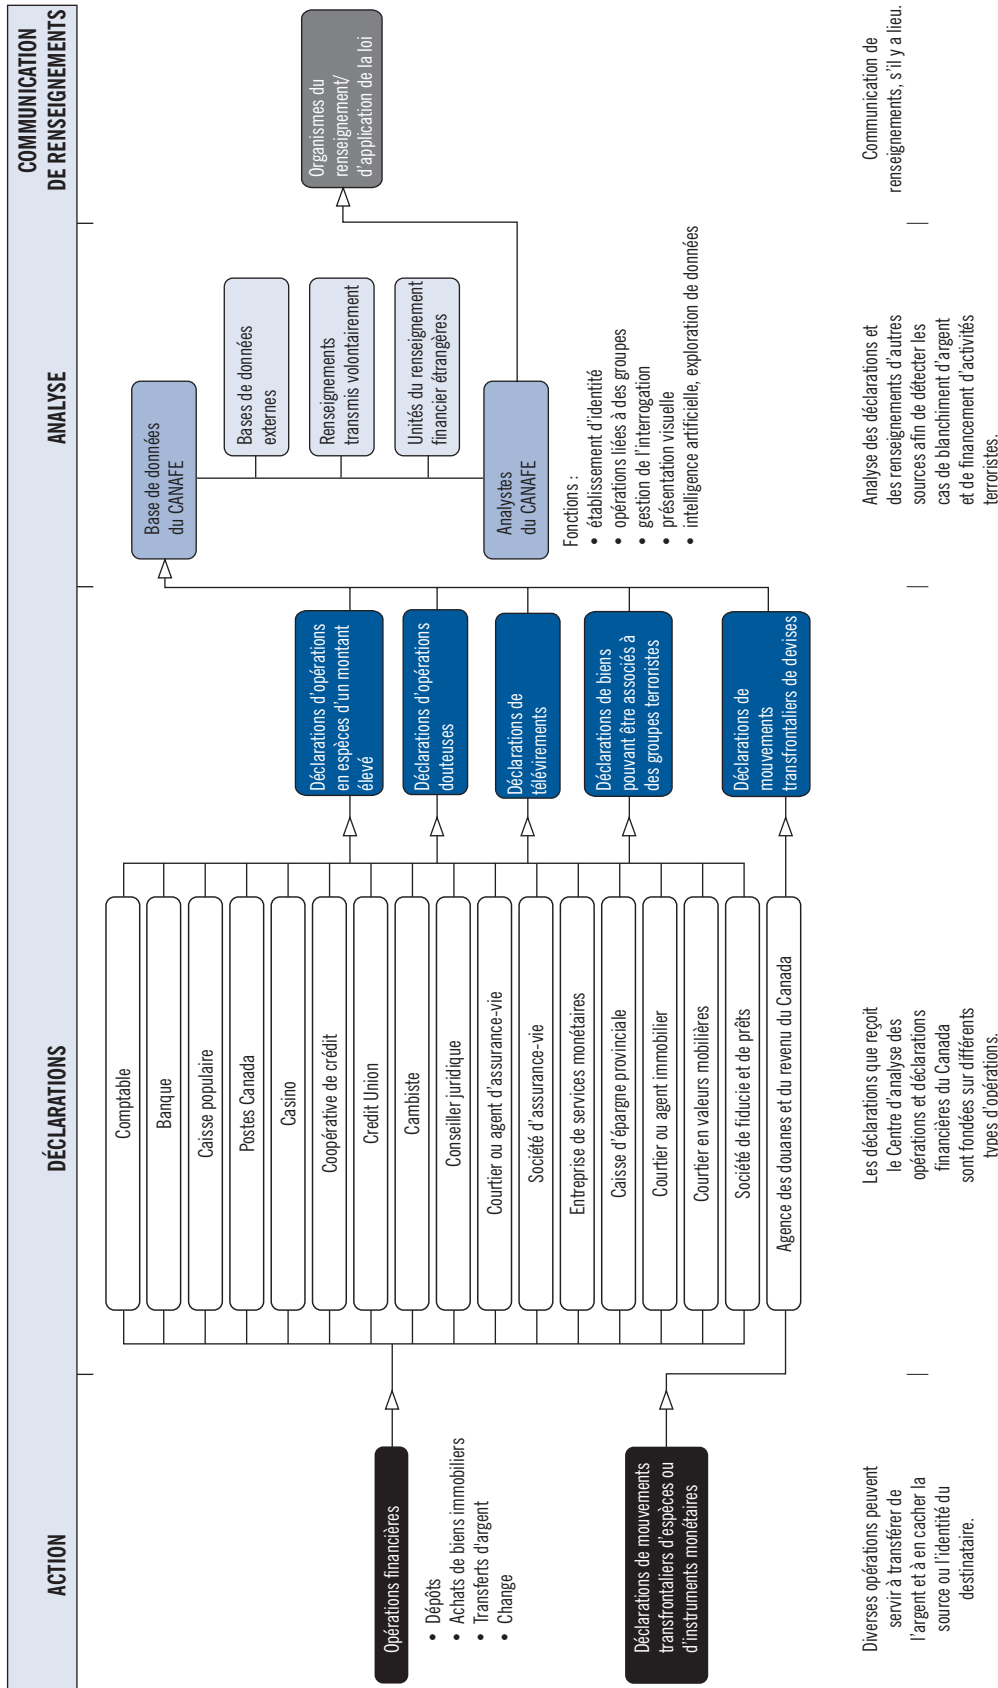 ACTION
DÉCLARATIONS
ANALYSE
COMMUNICATION
DE RENSEIGNEMENTS
Opérations financières
• Dépôts
• Achats de biens immobiliers
• Transferts d'argent
• Change
Déclarations de mouvements
transfrontaliers d'espèces ou
d'instruments monétaires
Comptable
Banque
Caisse populaire
Postes Canada
Casino
Coopérative de crédit
Credit Union
Cambiste
Conseiller juridique
Courtier ou agent d'assurance-vie
Société d'assurance-vie
Entreprise de services monétaires
Caisse d'épargne provinciale
Courtier ou agent immobilier
Courtier en valeurs mobilières
Société de fiducie et de prêts
Agence des douanes et du revenu du Canada
Déclarations d'opérations
en espèces d'un montant
élevé
Déclarations d'opérations
douteuses
Déclarations de
télévirements
Déclarations de biens
pouvant être associés à
des groupes terroristes
Déclarations de
mouvements
transfrontaliers de devises
Base de données
du CANAFE
Bases de données
externes
Renseignements
transmis volontairement
Unités du renseignement
financier étrangères
Analystes
du CANAFE
Fonctions :
• établissement d'identité
• opérations liées à des groupes
• gestion de l'interrogation
• présentation visuelle
• intelligence artificielle, exploration de données
Organismes du
renseignement/
d'application de la loi
Diverses opérations peuvent
servir à transférer de
l'argent et à en cacher la
source ou l'identité du
destinataire.
Les déclarations que reçoit
le Centre d'analyse des
opérations et déclarations
financières du Canada
sont fondées sur différents
types d'opérations.
Analyse des déclarations et
des renseignements d'autres
sources afin de détecter les
cas de blanchiment d'argent
et de financement d'activités
terroristes.
Communication de
renseignements, s'il y a lieu.